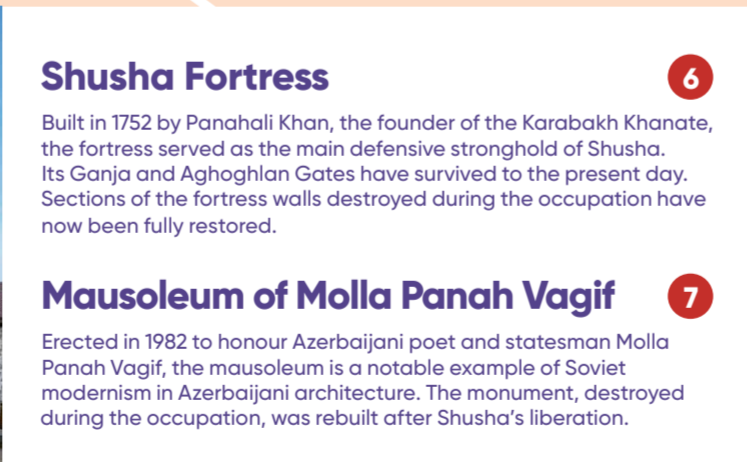 Shusha Fortress
6
Built in 1752 by Panahali Khan, the founder of the Karabakh Khanate,
the fortress served as the main defensive stronghold of Shusha.
Its Ganja and Aghoghlan Gates have survived to the present day.
Sections of the fortress walls destroyed during the occupation have
now been fully restored.
Mausoleum of Molla Panah Vagif
7
Erected in 1982 to honour Azerbaijani poet and statesman Molla
Panah Vagif, the mausoleum is a notable example of Soviet
modernism in Azerbaijani architecture. The monument, destroyed
during the occupation, was rebuilt after Shusha's liberation.